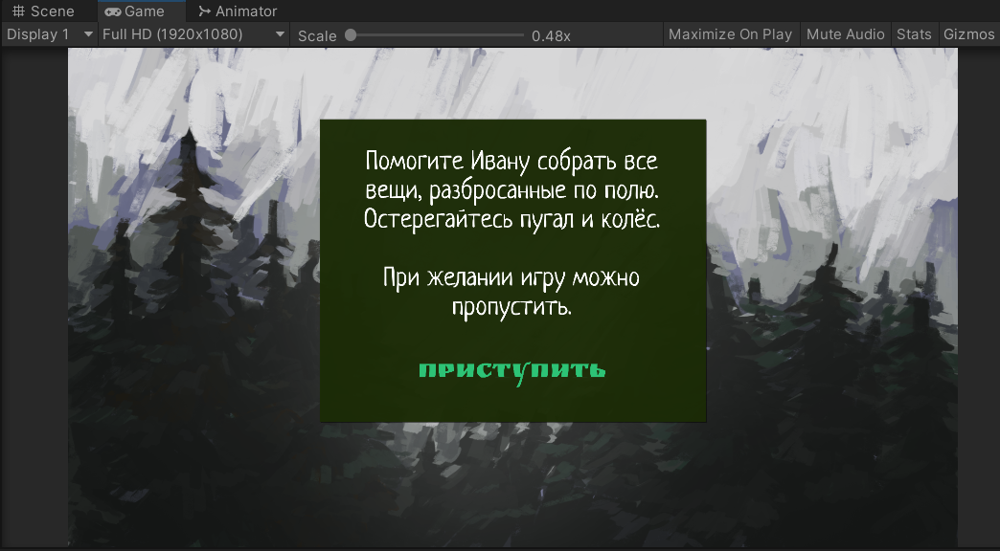 Scene Game Animator
Display 1 Full HD (1920x1080) Scale 0.48x Maximize On Play Mute Audio Stats Gizmos
Помогите Ивану собрать все
вещи, разбросанные по полю.
Остерегайтесь пугал и колёс.
При желании игру можно
пропустить.
приступить